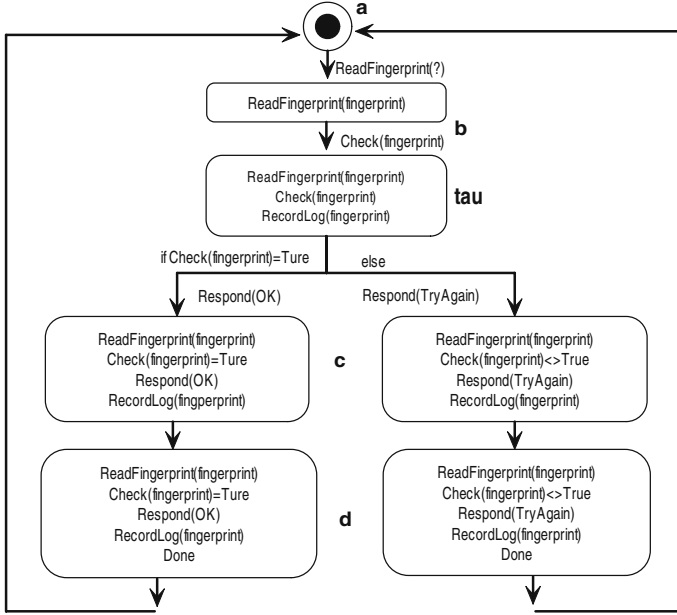 a
ReadFingerprint(?)
ReadFingerprint(fingerprint)
b
Check(fingerprint)
ReadFingerprint(fingerprint)
Check(fingerprint)
RecordLog(fingerprint)
tau
if Check(fingerprint)=Ture
else
Respond(OK)
Respond(TryAgain)
ReadFingerprint(fingerprint)
Check(fingerprint)=Ture
Respond(OK)
RecordLog(fingperprint)
c
ReadFingerprint(fingerprint)
Check(fingerprint)<>True
Respond(TryAgain)
RecordLog(fingerprint)
ReadFingerprint(fingerprint)
Check(fingerprint)=Ture
Respond(OK)
RecordLog(fingerprint)
Done
d
ReadFingerprint(fingerprint)
Check(fingerprint)<>True
Respond(TryAgain)
RecordLog(fingerprint)
Done